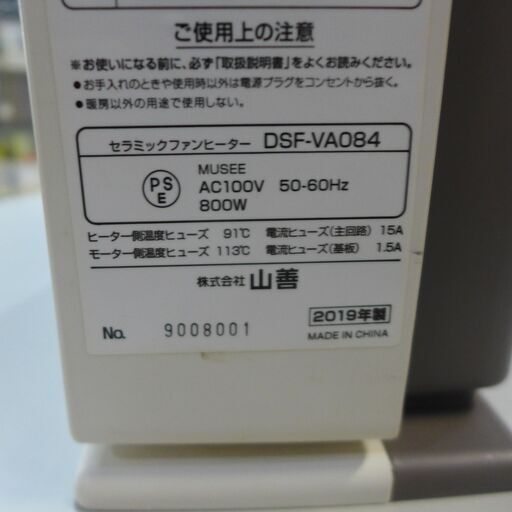 ご使用上の注意
※お使いになる前に、必ず「取扱説明書」をよくお読みください。
●お手入れのときや使用時以外は電源プラグをコンセントから抜く。
●暖房以外の用途で使用しない。
セラミックファンヒーター DSF-VA084
PSE
MUSEE
AC100V 50-60Hz
800W
ヒーター側温度ヒューズ 91℃ 電流ヒューズ(主回路) 15A
モーター側温度ヒューズ 113℃ 電流ヒューズ(基板) 1.5A
株式会社 山善
2019年製
No. 9008001
MADE IN CHINA